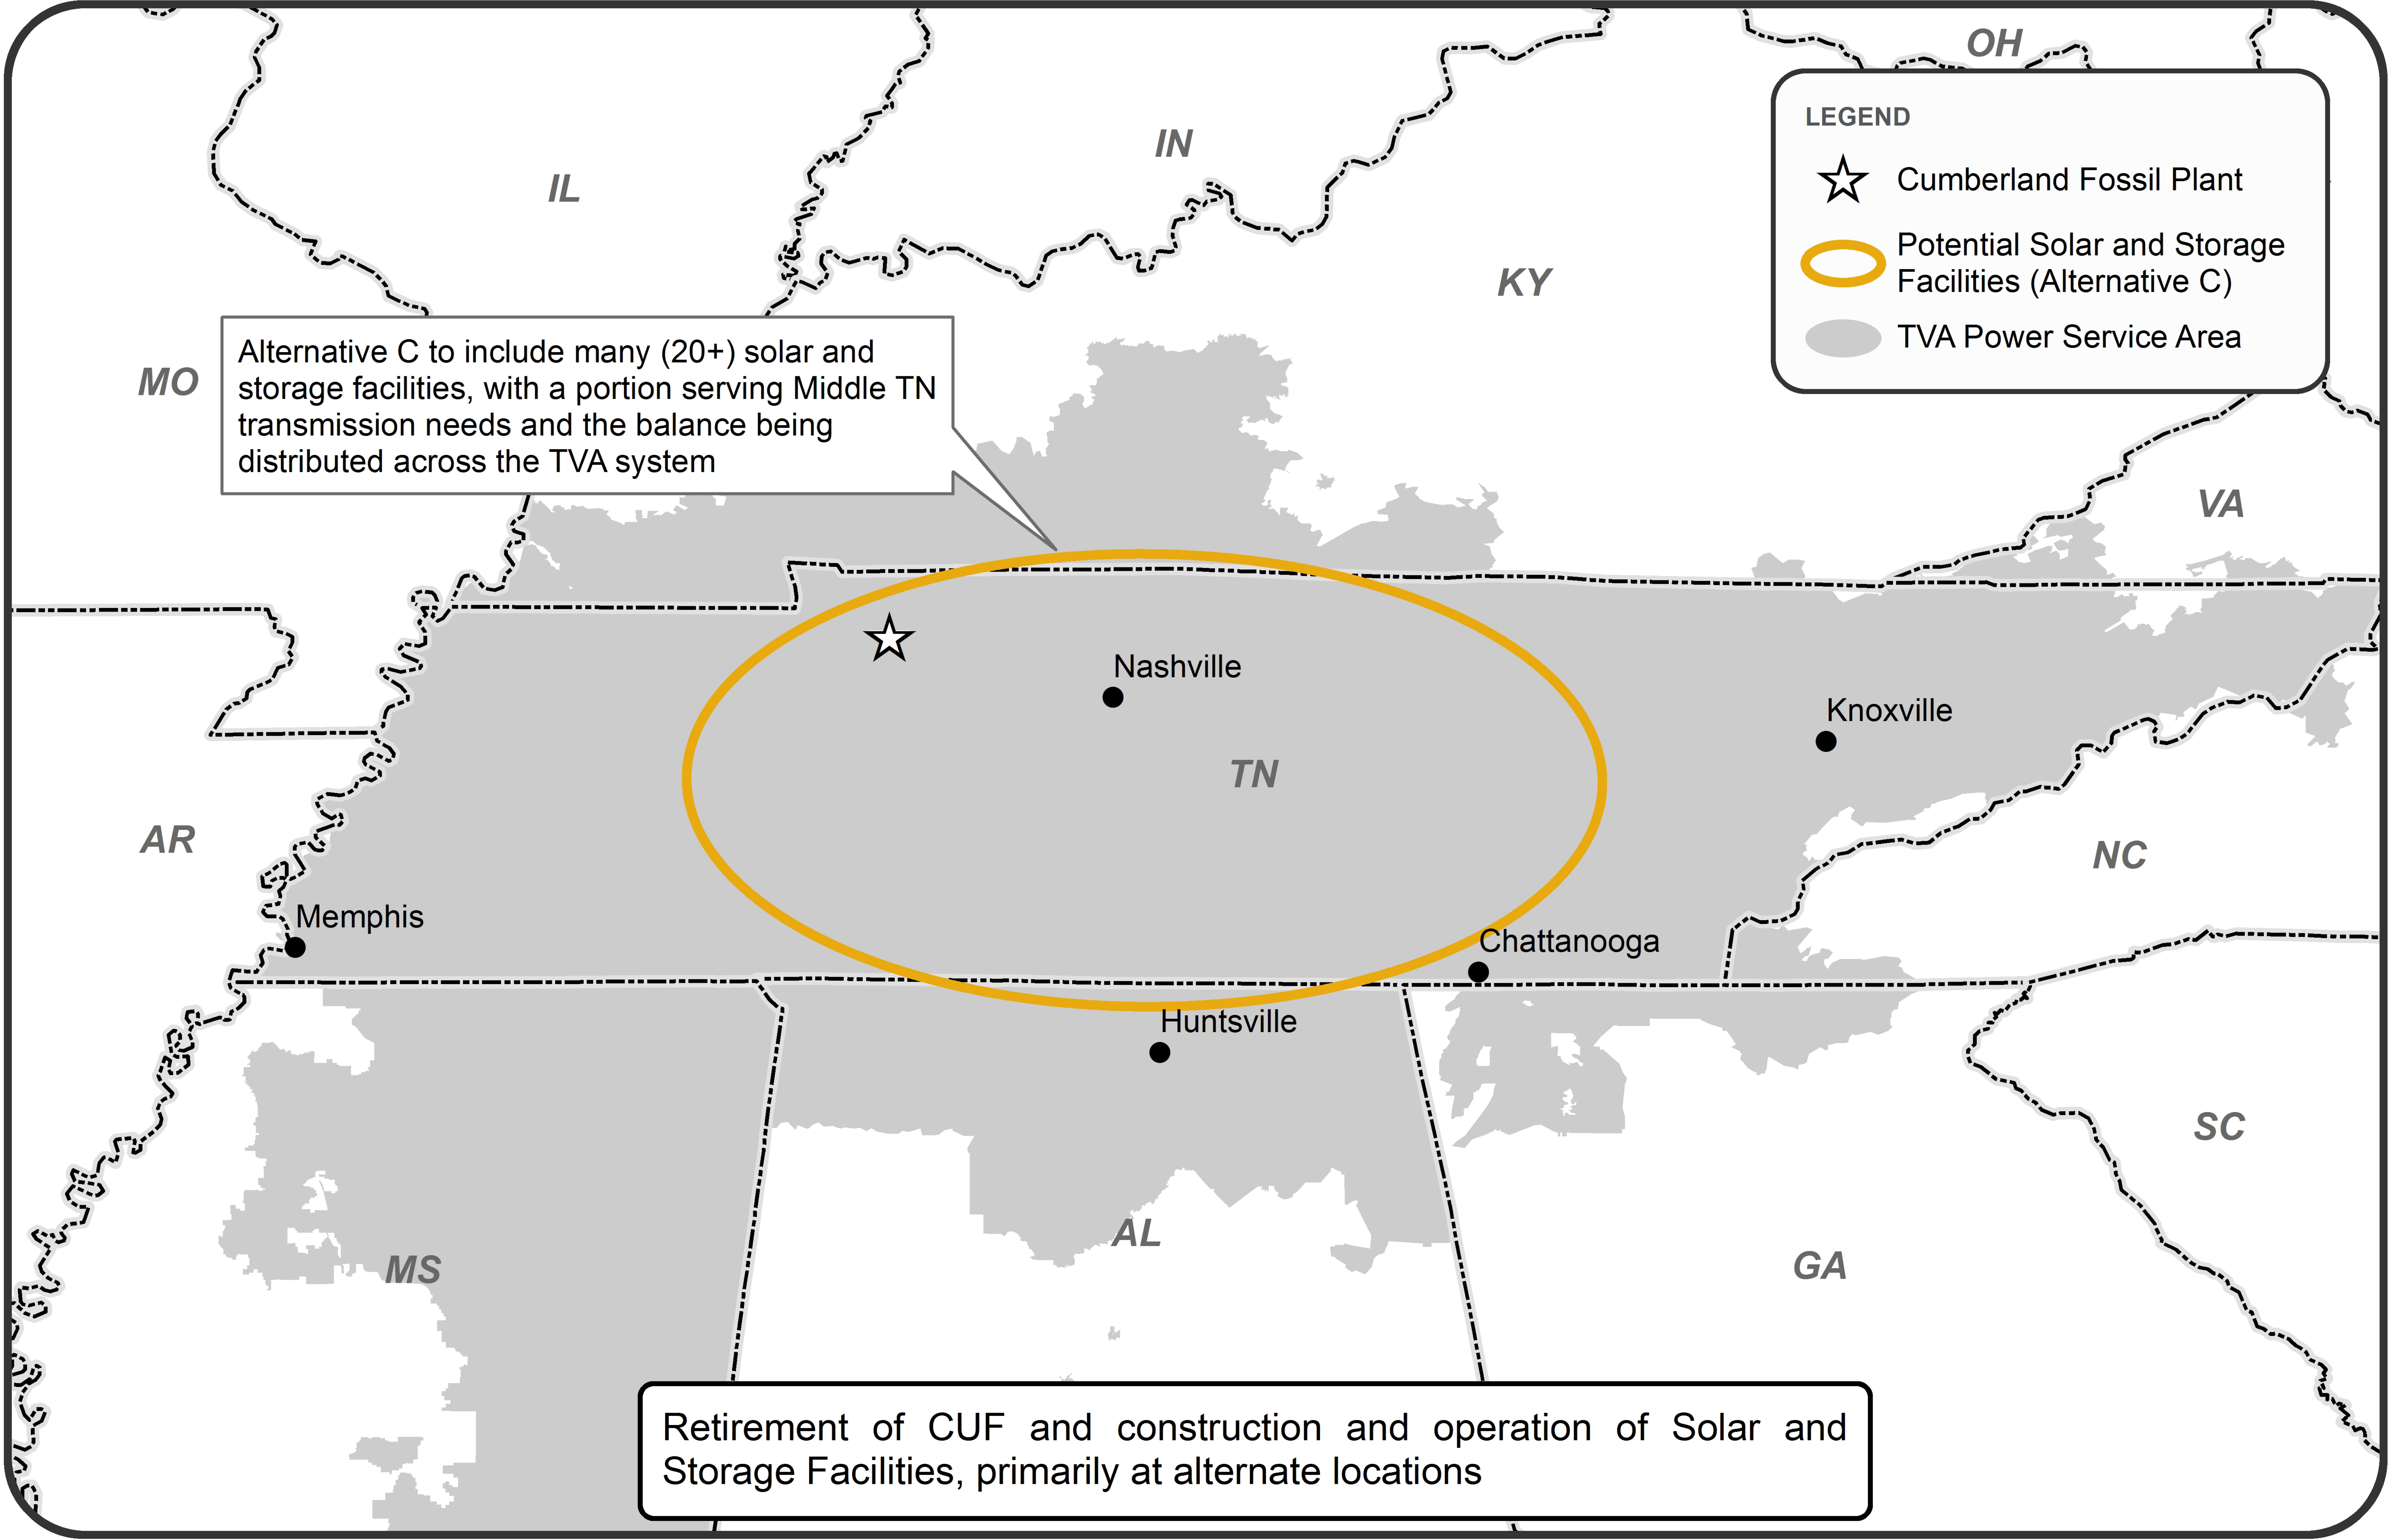 OH
LEGEND
Cumberland Fossil Plant
Potential Solar and Storage
Facilities (Alternative C)
TVA Power Service Area
IN
IL
KY
Alternative C to include many (20+) solar and
storage facilities, with a portion serving Middle TN
transmission needs and the balance being
distributed across the TVA system
MO
VA
Nashville
Knoxville
TN
AR
NC
Memphis
Chattanooga
Huntsville
SC
AL
MS
GA
Retirement of CUF and construction and operation of Solar and
Storage Facilities, primarily at alternate locations